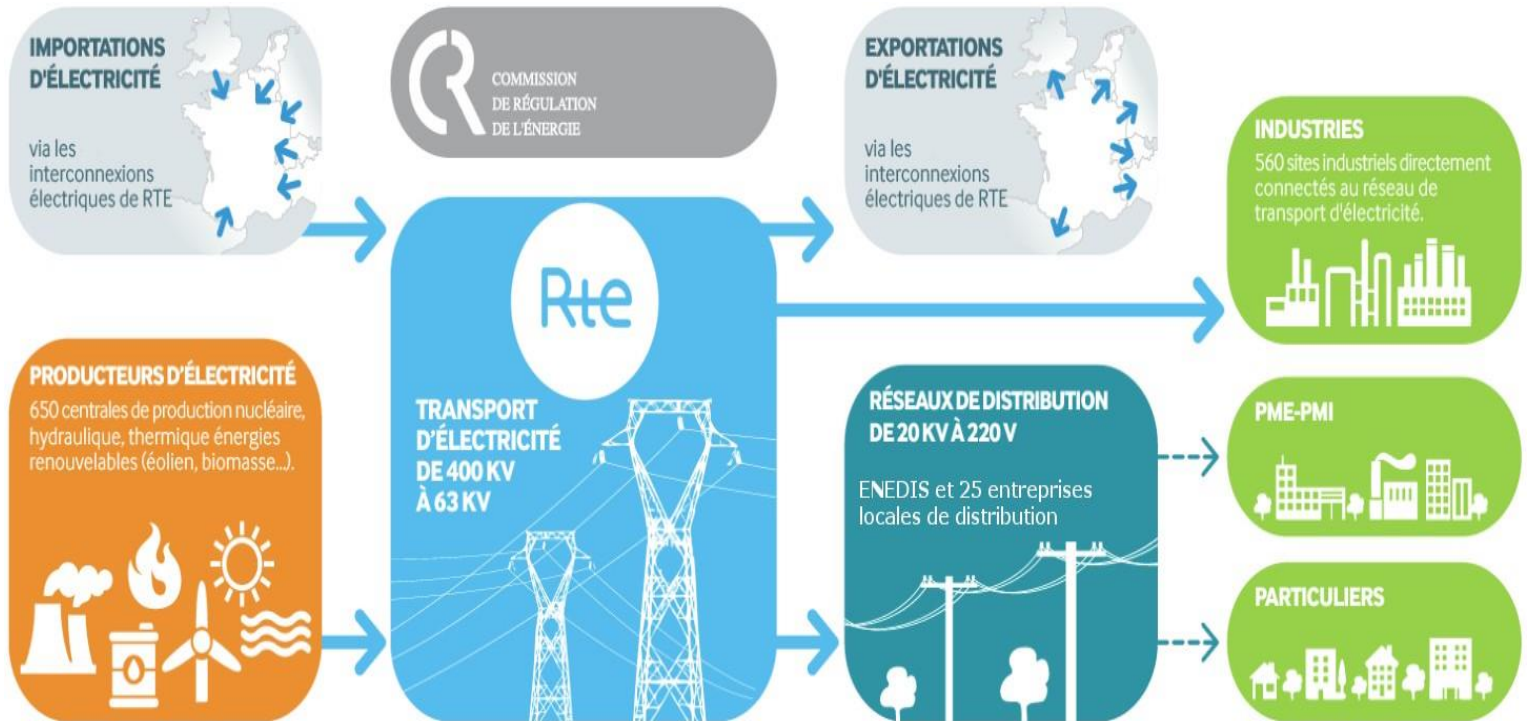 IMPORTATIONS
D'ÉLECTRICITÉ
via les
interconnexions
électriques de RTE
CR
COMMISSION
DE RÉGULATION
DE L'ÉNERGIE
EXPORTATIONS
D'ÉLECTRICITÉ
via les
interconnexions
électriques de RTE
INDUSTRIES
560 sites industriels directement
connectés au réseau de
transport d'électricité.
PRODUCTEURS D'ÉLECTRICITÉ
650 centrales de production nucléaire,
hydraulique, thermique énergies
renouvelables (éolien, biomasse...).
Rte
TRANSPORT
D'ÉLECTRICITÉ
DE 400 KV
À 63 KV
RÉSEAUX DE DISTRIBUTION
DE 20 KV À 220 V
ENEDIS et 25 entreprises
locales de distribution
PME-PMI
PARTICULIERS